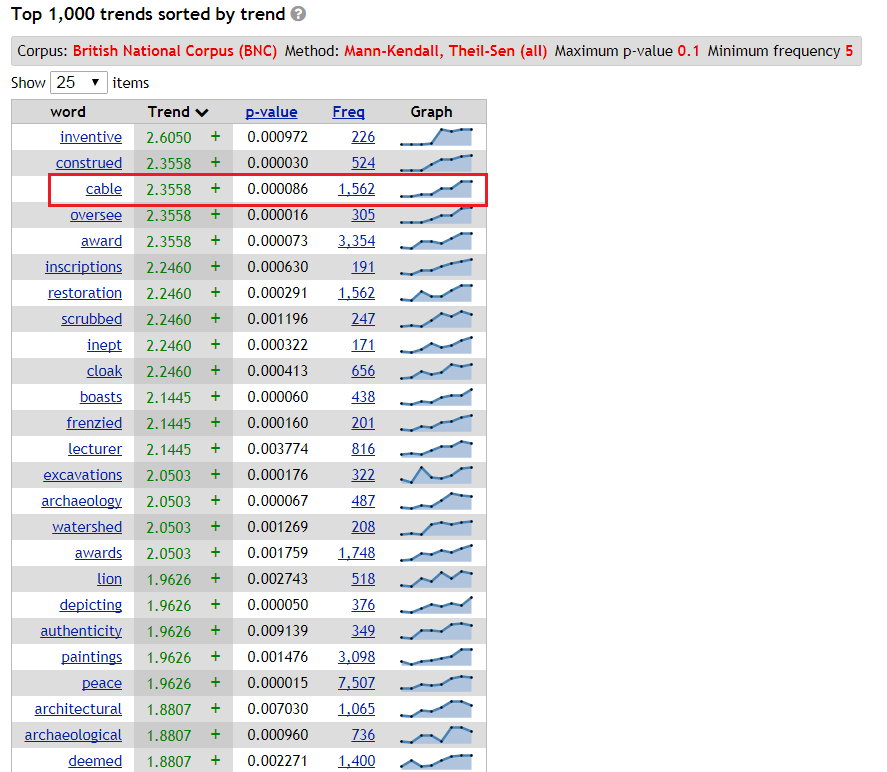 Top 1,000 trends sorted by trend ?
Corpus: British National Corpus (BNC) Method: Mann-Kendall, Theil-Sen (all) Maximum p-value 0.1 Minimum frequency 5
Show 25 items
word Trend p-value Freq Graph
inventive 2.6050 + 0.000972 226
construed 2.3558 + 0.000030 524
cable 2.3558 + 0.000086 1,562
oversee 2.3558 + 0.000016 305
award 2.3558 + 0.000073 3,354
inscriptions 2.2460 + 0.000630 191
restoration 2.2460 + 0.000291 1,562
scrubbed 2.2460 + 0.001196 247
inept 2.2460 + 0.000322 171
cloak 2.2460 + 0.000413 656
boasts 2.1445 + 0.000060 438
frenzied 2.1445 + 0.000160 201
lecturer 2.1445 + 0.003774 816
excavations 2.0503 + 0.000176 322
archaeology 2.0503 + 0.000067 487
watershed 2.0503 + 0.001269 208
awards 2.0503 + 0.001759 1,748
lion 1.9626 + 0.002743 518
depicting 1.9626 + 0.000050 376
authenticity 1.9626 + 0.009139 349
paintings 1.9626 + 0.001476 3,098
peace 1.9626 + 0.000015 7,507
architectural 1.8807 + 0.007030 1,065
archaeological 1.8807 + 0.000960 736
deemed 1.8807 + 0.002271 1,400